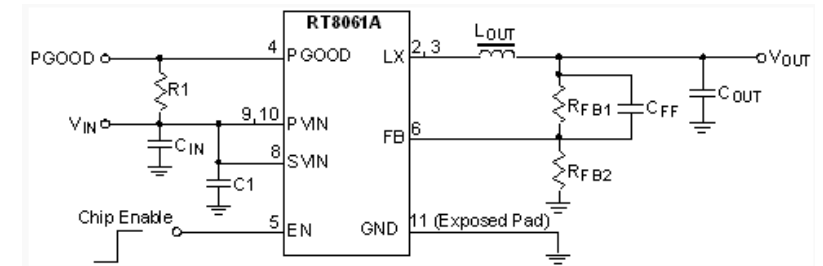 RT8061A
PGOOD
4
PGOOD
LX
2, 3
LOUT
VOUT
R1
RFB1
CFF
COUT
VIN
9, 10
PVIN
CIN
FB
6
8
SVIN
C1
RFB2
Chip Enable
5
EN
GND
11 (Exposed Pad)